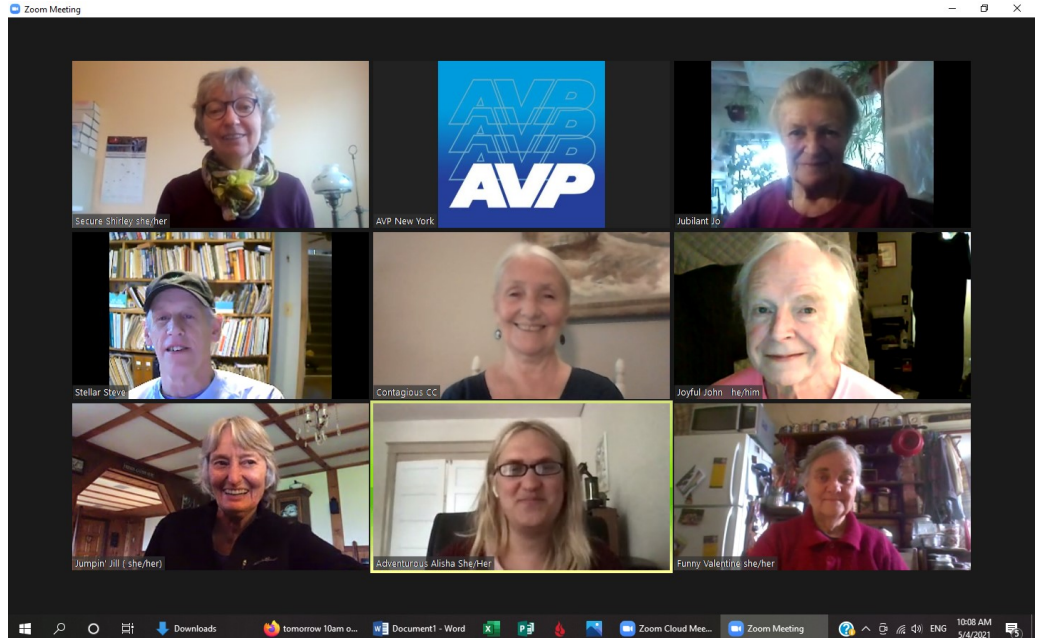 Zoom Meeting
Secure Shirley she/her
AVP
AVP
AVP
AVP
AVP New York
Jubilant Jo
Stellar Steve
Contagious CC
Joyful John he/him
Jumpin' Jill ( she/her)
Adventurous Alisha She/Her
Funny Valentine she/her
Downloads
tomorrow 10am o...
Document1 - Word
Zoom Cloud Mee...
Zoom Meeting
ENG
10:08 AM
5/4/2021